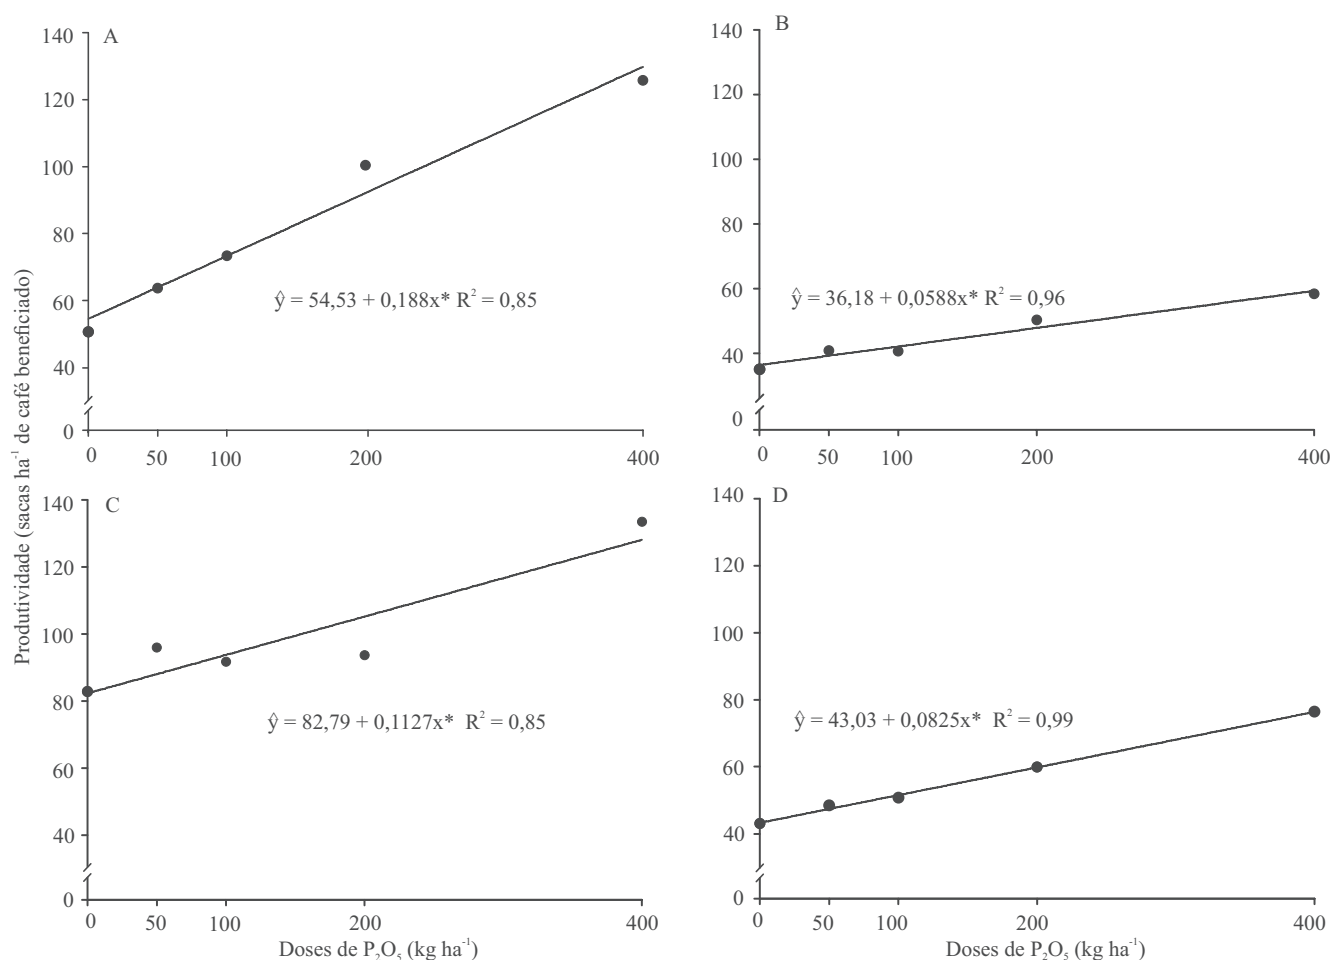 Produtividade (sacas ha⁻¹ de café beneficiado)
A
140
120
100
80
60
40
0
ŷ = 54,53 + 0,188x* R² = 0,85
0 50 100 200 400
B
140
120
100
80
60
40
0
ŷ = 36,18 + 0,0588x* R² = 0,96
0 50 100 200 400
C
140
120
100
80
60
40
0
ŷ = 82,79 + 0,1127x* R² = 0,85
0 50 100 200 400
Doses de P₂O₅ (kg ha⁻¹)
D
140
120
100
80
60
40
0
ŷ = 43,03 + 0,0825x* R² = 0,99
0 50 100 200 400
Doses de P₂O₅ (kg ha⁻¹)